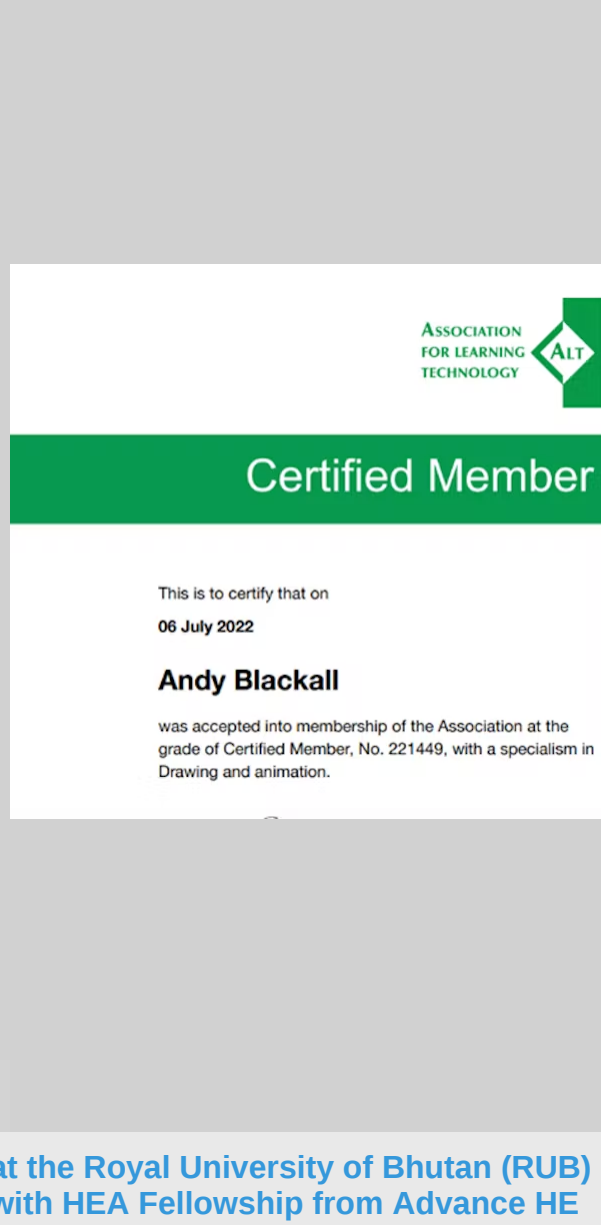 ASSOCIATION
FOR LEARNING
TECHNOLOGY
ALT
Certified Member
This is to certify that on
06 July 2022
Andy Blackall
was accepted into membership of the Association at the
grade of Certified Member, No. 221449, with a specialism in
Drawing and animation.
at the Royal University of Bhutan (RUB)
with HEA Fellowship from Advance HE